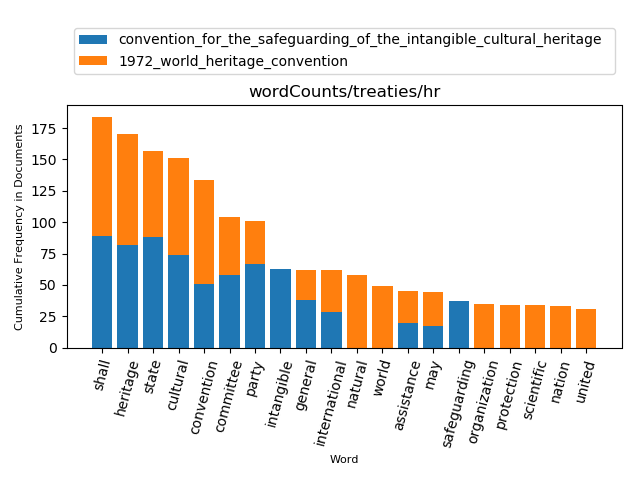 convention_for_the_safeguarding_of_the_intangible_cultural_heritage
1972_world_heritage_convention
wordCounts/treaties/hr
Cumulative Frequency in Documents
175
150
125
100
75
50
25
0
shall
heritage
state
cultural
convention
committee
party
intangible
general
international
natural
world
assistance
may
safeguarding
organization
protection
scientific
nation
united
Word